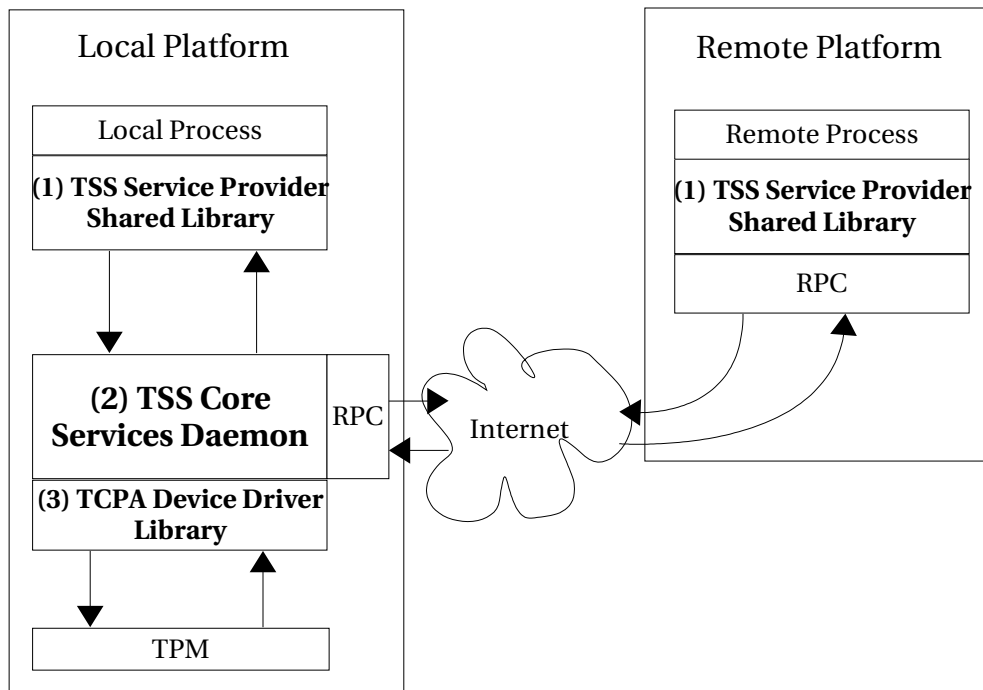 Local Platform
Local Process
(1) TSS Service Provider
Shared Library
(2) TSS Core
Services Daemon
RPC
(3) TCPA Device Driver
Library
TPM
Internet
Remote Platform
Remote Process
(1) TSS Service Provider
Shared Library
RPC